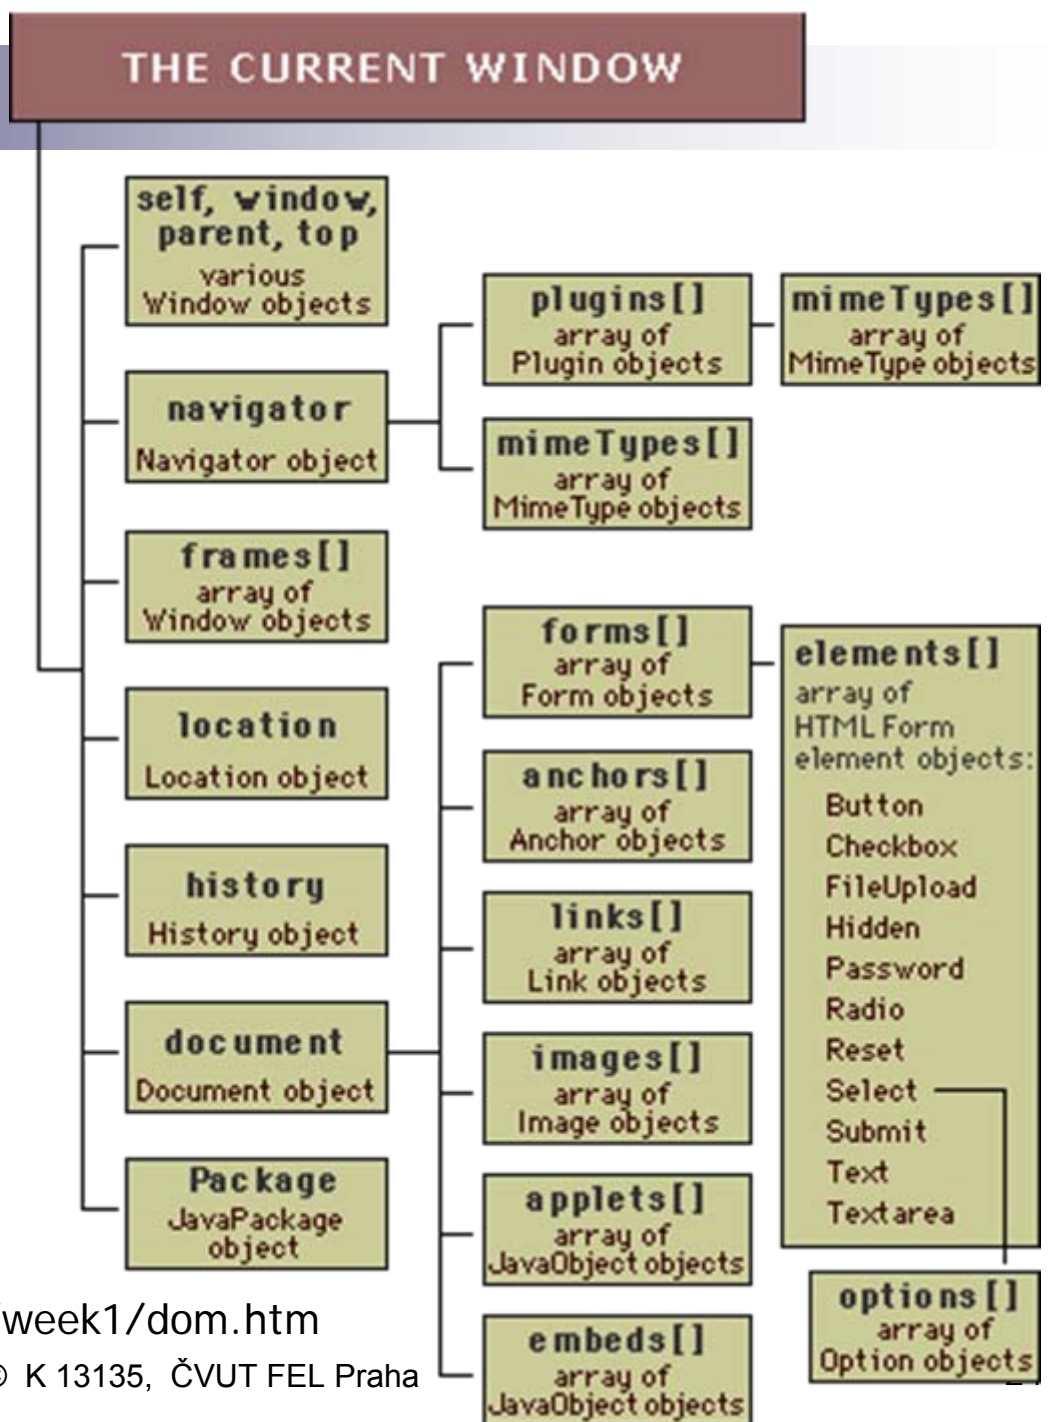 THE CURRENT WINDOW
self, window,
parent, top
various
Window objects
navigator
Navigator object
plugins[]
array of
Plugin objects
mimeTypes[]
array of
MimeType objects
mimeTypes[]
array of
MimeType objects
frames[]
array of
Window objects
location
Location object
history
History object
document
Document object
Package
JavaPackage
object
forms[]
array of
Form objects
elements[]
array of
HTML Form
element objects:
Button
Checkbox
FileUpload
Hidden
Password
Radio
Reset
Select
Submit
Text
Textarea
options[]
array of
Option objects
anchors[]
array of
Anchor objects
links[]
array of
Link objects
images[]
array of
Image objects
applets[]
array of
JavaObject objects
embeds[]
array of
JavaObject objects
/week1/dom.htm
© K 13135, ČVUT FEL Praha